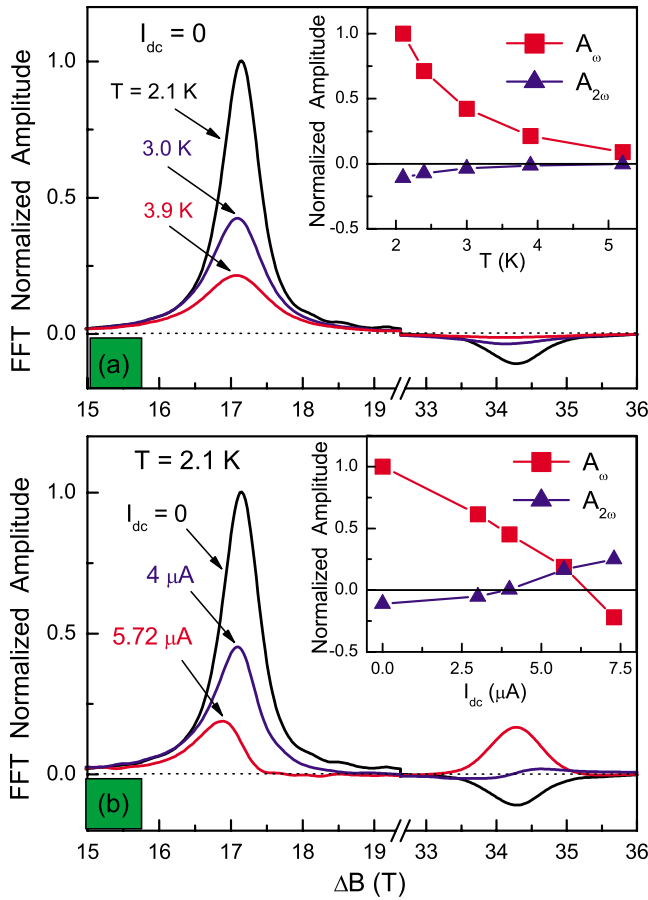 I_dc = 0
T = 2.1 K
3.0 K
3.9 K
FFT Normalized Amplitude
1.0
0.5
0.0
(a)
15 16 17 18 19 33 34 35 36
Normalized Amplitude
1.0
0.5
0.0
-0.5
A_ω
A_2ω
2 3 4 5
T (K)
T = 2.1 K
I_dc = 0
4 μA
5.72 μA
FFT Normalized Amplitude
1.0
0.5
0.0
(b)
15 16 17 18 19 33 34 35 36
ΔB (T)
Normalized Amplitude
1.0
0.5
0.0
-0.5
A_ω
A_2ω
0.0 2.5 5.0 7.5
I_dc (μA)